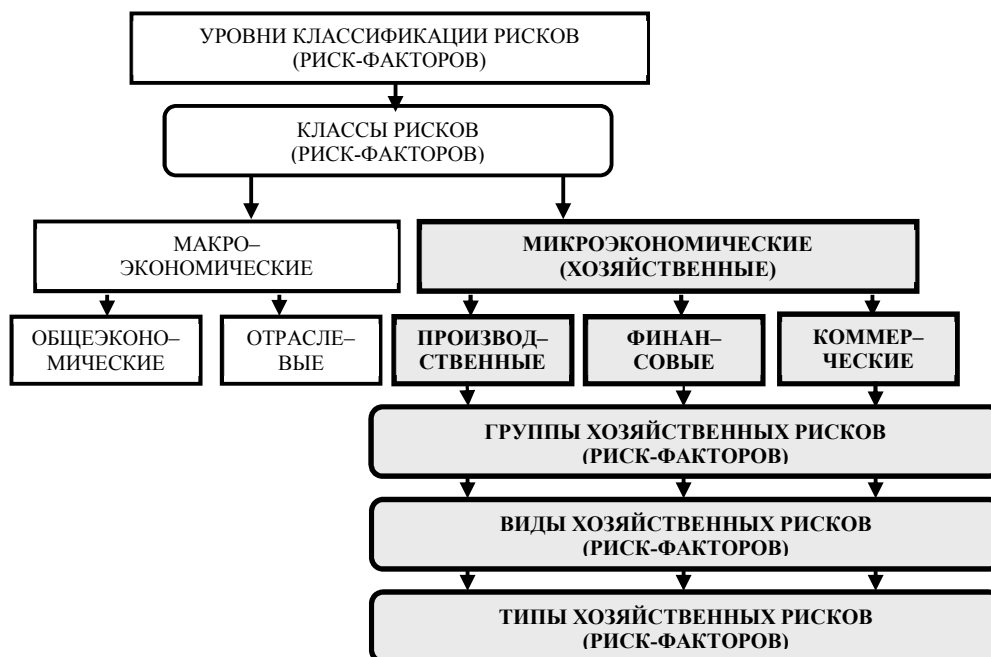 УРОВНИ КЛАССИФИКАЦИИ РИСКОВ
(РИСК-ФАКТОРОВ)
КЛАССЫ РИСКОВ
(РИСК-ФАКТОРОВ)
МАКРО–
ЭКОНОМИЧЕСКИЕ
МИКРОЭКОНОМИЧЕСКИЕ
(ХОЗЯЙСТВЕННЫЕ)
ОБЩЕЭКОНО–
МИЧЕСКИЕ
ОТРАСЛЕ–
ВЫЕ
ПРОИЗВОД–
СТВЕННЫЕ
ФИНАН–
СОВЫЕ
КОММЕР–
ЧЕСКИЕ
ГРУППЫ ХОЗЯЙСТВЕННЫХ РИСКОВ
(РИСК-ФАКТОРОВ)
ВИДЫ ХОЗЯЙСТВЕННЫХ РИСКОВ
(РИСК-ФАКТОРОВ)
ТИПЫ ХОЗЯЙСТВЕННЫХ РИСКОВ
(РИСК-ФАКТОРОВ)